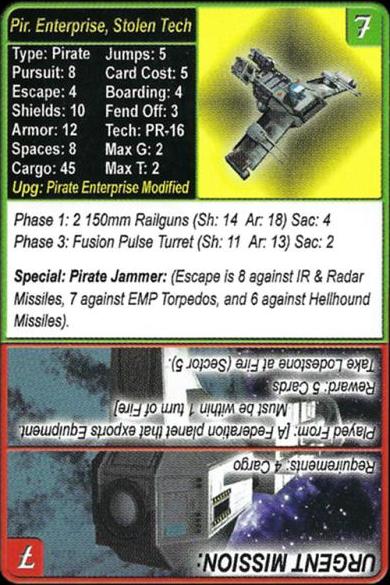 Pir. Enterprise, Stolen Tech
7
Type: Pirate Jumps: 5
Pursuit: 8 Card Cost: 5
Escape: 4 Boarding: 4
Shields: 10 Fend Off: 3
Armor: 12 Tech: PR-16
Spaces: 8 Max G: 2
Cargo: 45 Max T: 2
Upg: Pirate Enterprise Modified
Phase 1: 2 150mm Railguns (Sh: 14 Ar: 18) Sac: 4
Phase 3: Fusion Pulse Turret (Sh: 11 Ar: 13) Sac: 2
Special: Pirate Jammer: (Escape is 8 against IR & Radar
Missiles, 7 against EMP Torpedos, and 6 against Hellhound
Missiles).
URGENT MISSION:
7
Requirements: 4 Cargo
Played: From: [A Federation planet that exports Equipment
Must be within 1 turn of Fire]
Reward: 5 Cards
Take Lodestone at Fire (Sector 5).